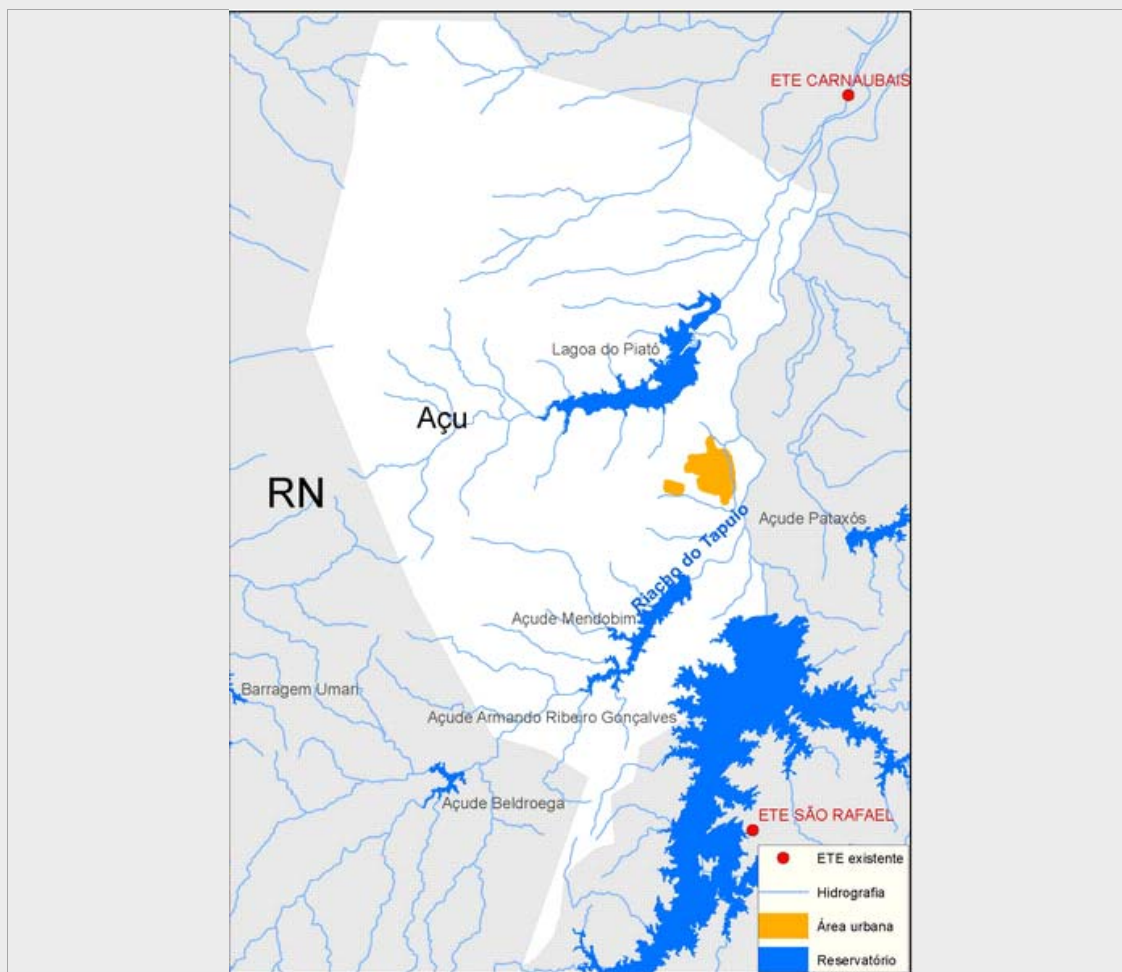 ETE CARNAUBAIS
Lagoa do Piató
Açu
RN
Açude Pataxós
Riacho do Tapuio
Açude Mendobim
Barragem Umari
Açude Armando Ribeiro Gonçalves
Açude Beldroega
ETE SÃO RAFAEL
ETE existente
Hidrografia
Área urbana
Reservatório